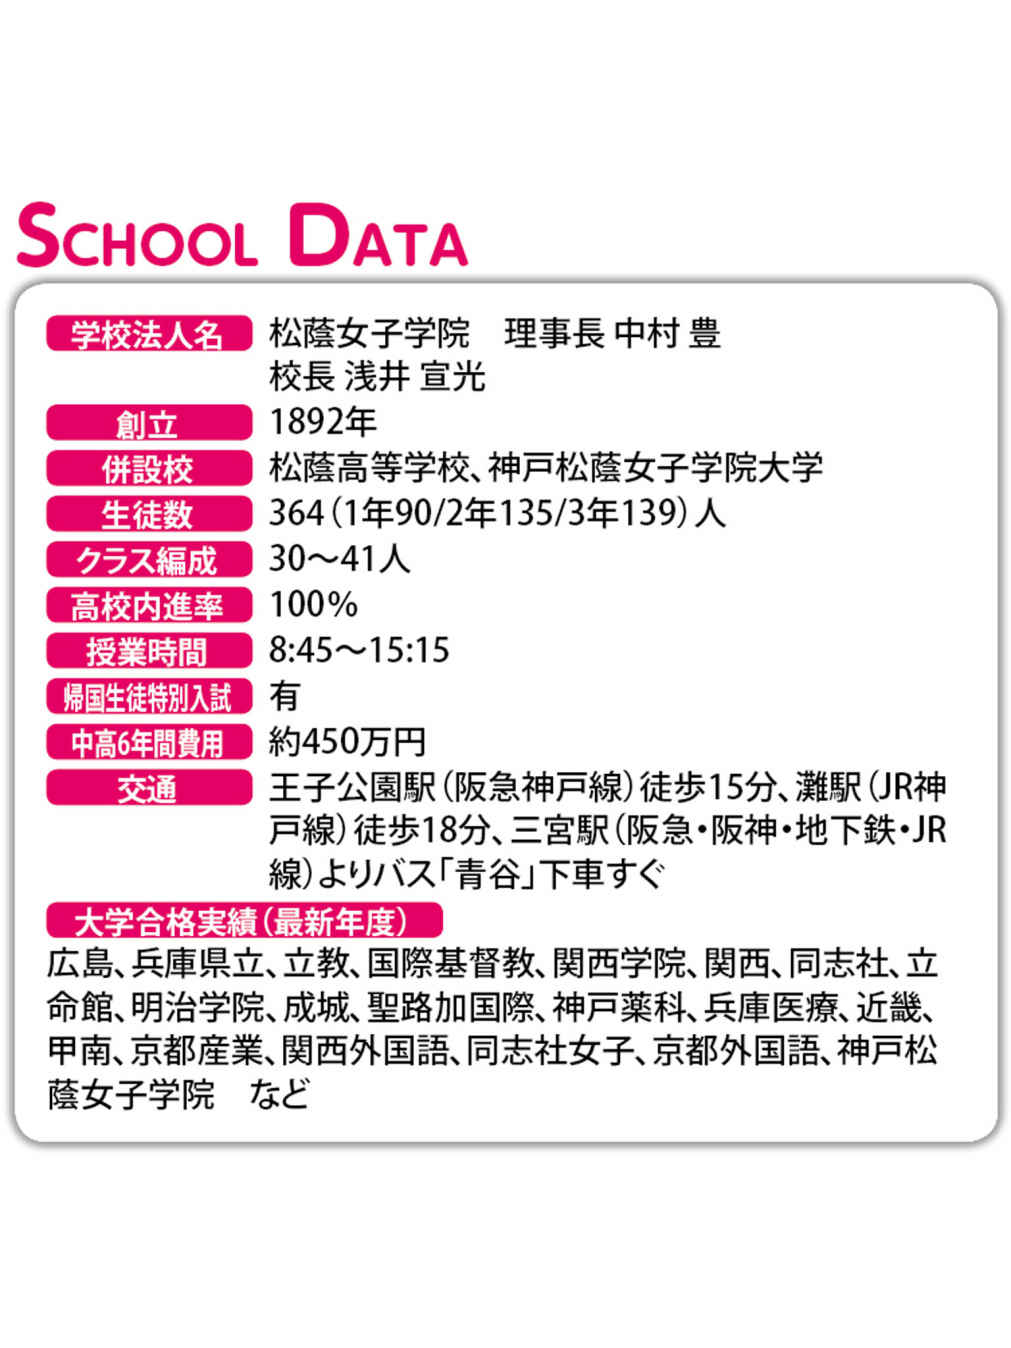 SCHOOL DATA
学校法人名 松蔭女子学院　理事長 中村 豊
校長 浅井 宣光
創立 1892年
併設校 松蔭高等学校、神戸松蔭女子学院大学
生徒数 364（1年90/2年135/3年139）人
クラス編成 30～41人
高校内進率 100%
授業時間 8:45～15:15
帰国生徒特別入試 有
中高6年間費用 約450万円
交通 王子公園駅（阪急神戸線）徒歩15分、灘駅（JR神
戸線）徒歩18分、三宮駅（阪急・阪神・地下鉄・JR
線）よりバス「青谷」下車すぐ
大学合格実績（最新年度）
広島、兵庫県立、立教、国際基督教、関西学院、関西、同志社、立
命館、明治学院、成城、聖路加国際、神戸薬科、兵庫医療、近畿、
甲南、京都産業、関西外国語、同志社女子、京都外国語、神戸松
蔭女子学院　など